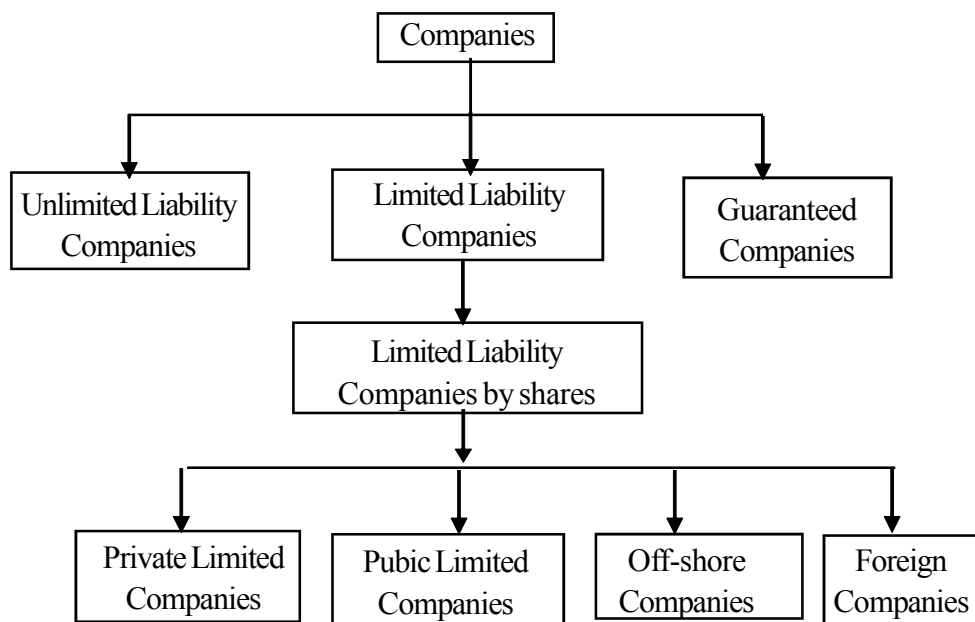 Companies
Unlimited Liability
Companies
Limited Liability
Companies
Guaranteed
Companies
Limited Liability
Companies by shares
Private Limited
Companies
Pubic Limited
Companies
Off-shore
Companies
Foreign
Companies